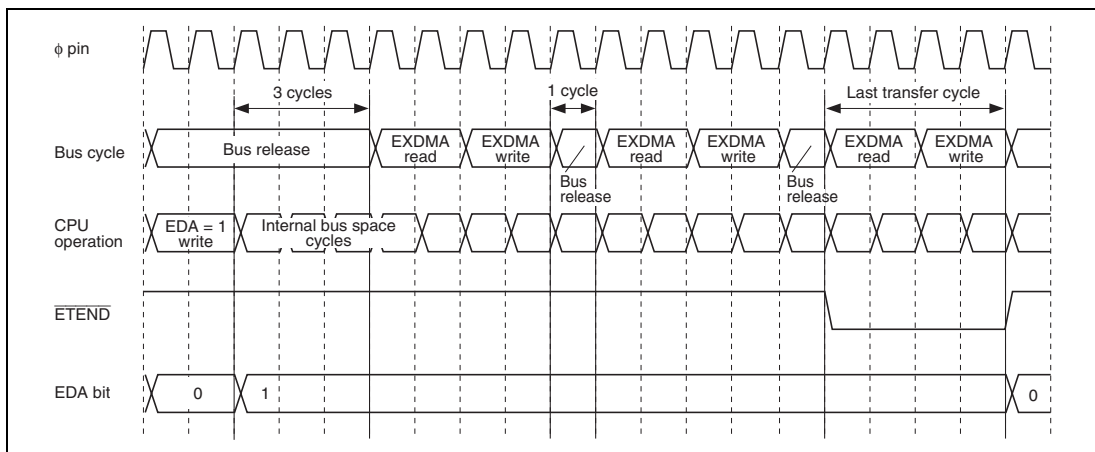 φ pin
3 cycles
1 cycle
Last transfer cycle
Bus cycle
Bus release
EXDMA read
EXDMA write
Bus release
EXDMA read
EXDMA write
Bus release
EXDMA read
EXDMA write
CPU operation
EDA = 1 write
Internal bus space cycles
ETEND
EDA bit
0
1
0